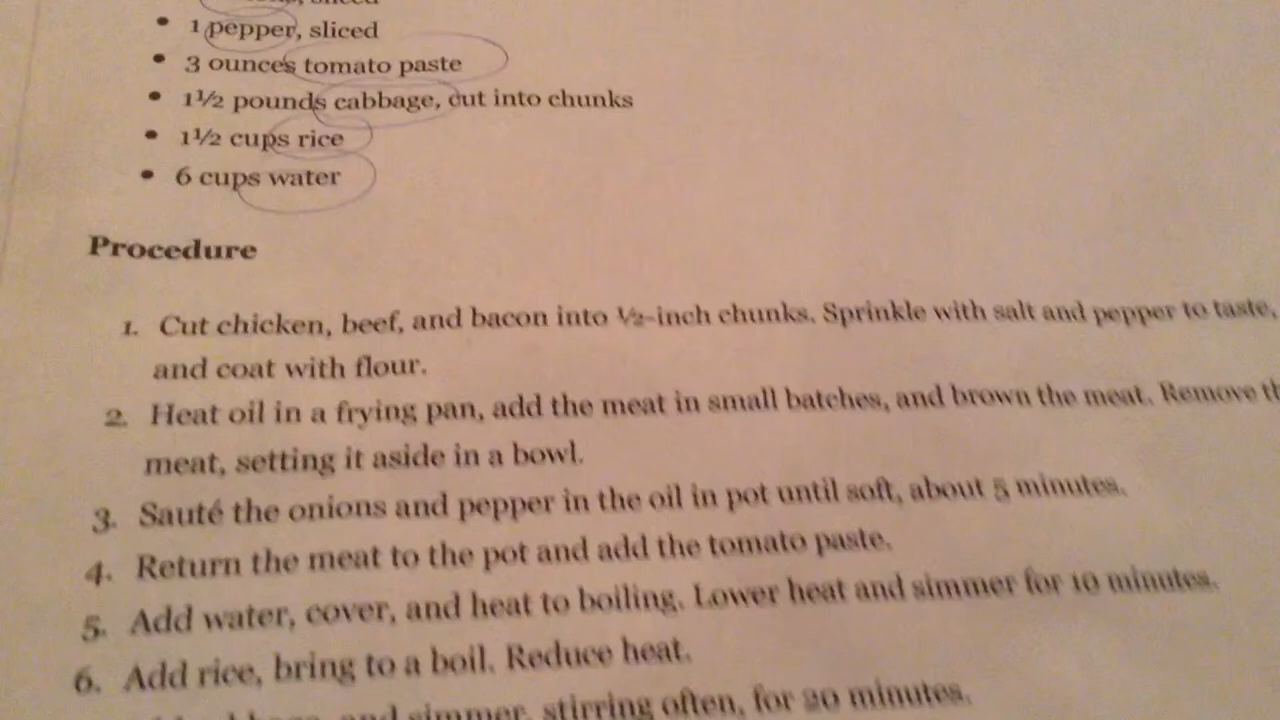 sliced
• 1 pepper, sliced
• 3 ounces tomato paste
• 1½ pounds cabbage, cut into chunks
• 1½ cups rice
• 6 cups water
Procedure
1. Cut chicken, beef, and bacon into ½-inch chunks. Sprinkle with salt and pepper to taste,
and coat with flour.
2. Heat oil in a frying pan, add the meat in small batches, and brown the meat. Remove
meat, setting it aside in a bowl.
3. Sauté the onions and pepper in the oil in pot until soft, about 5 minutes.
4. Return the meat to the pot and add the tomato paste.
5. Add water, cover, and heat to boiling. Lower heat and simmer for 10 minutes.
6. Add rice, bring to a boil. Reduce heat.
and simmer, stirring often, for 20 minutes.